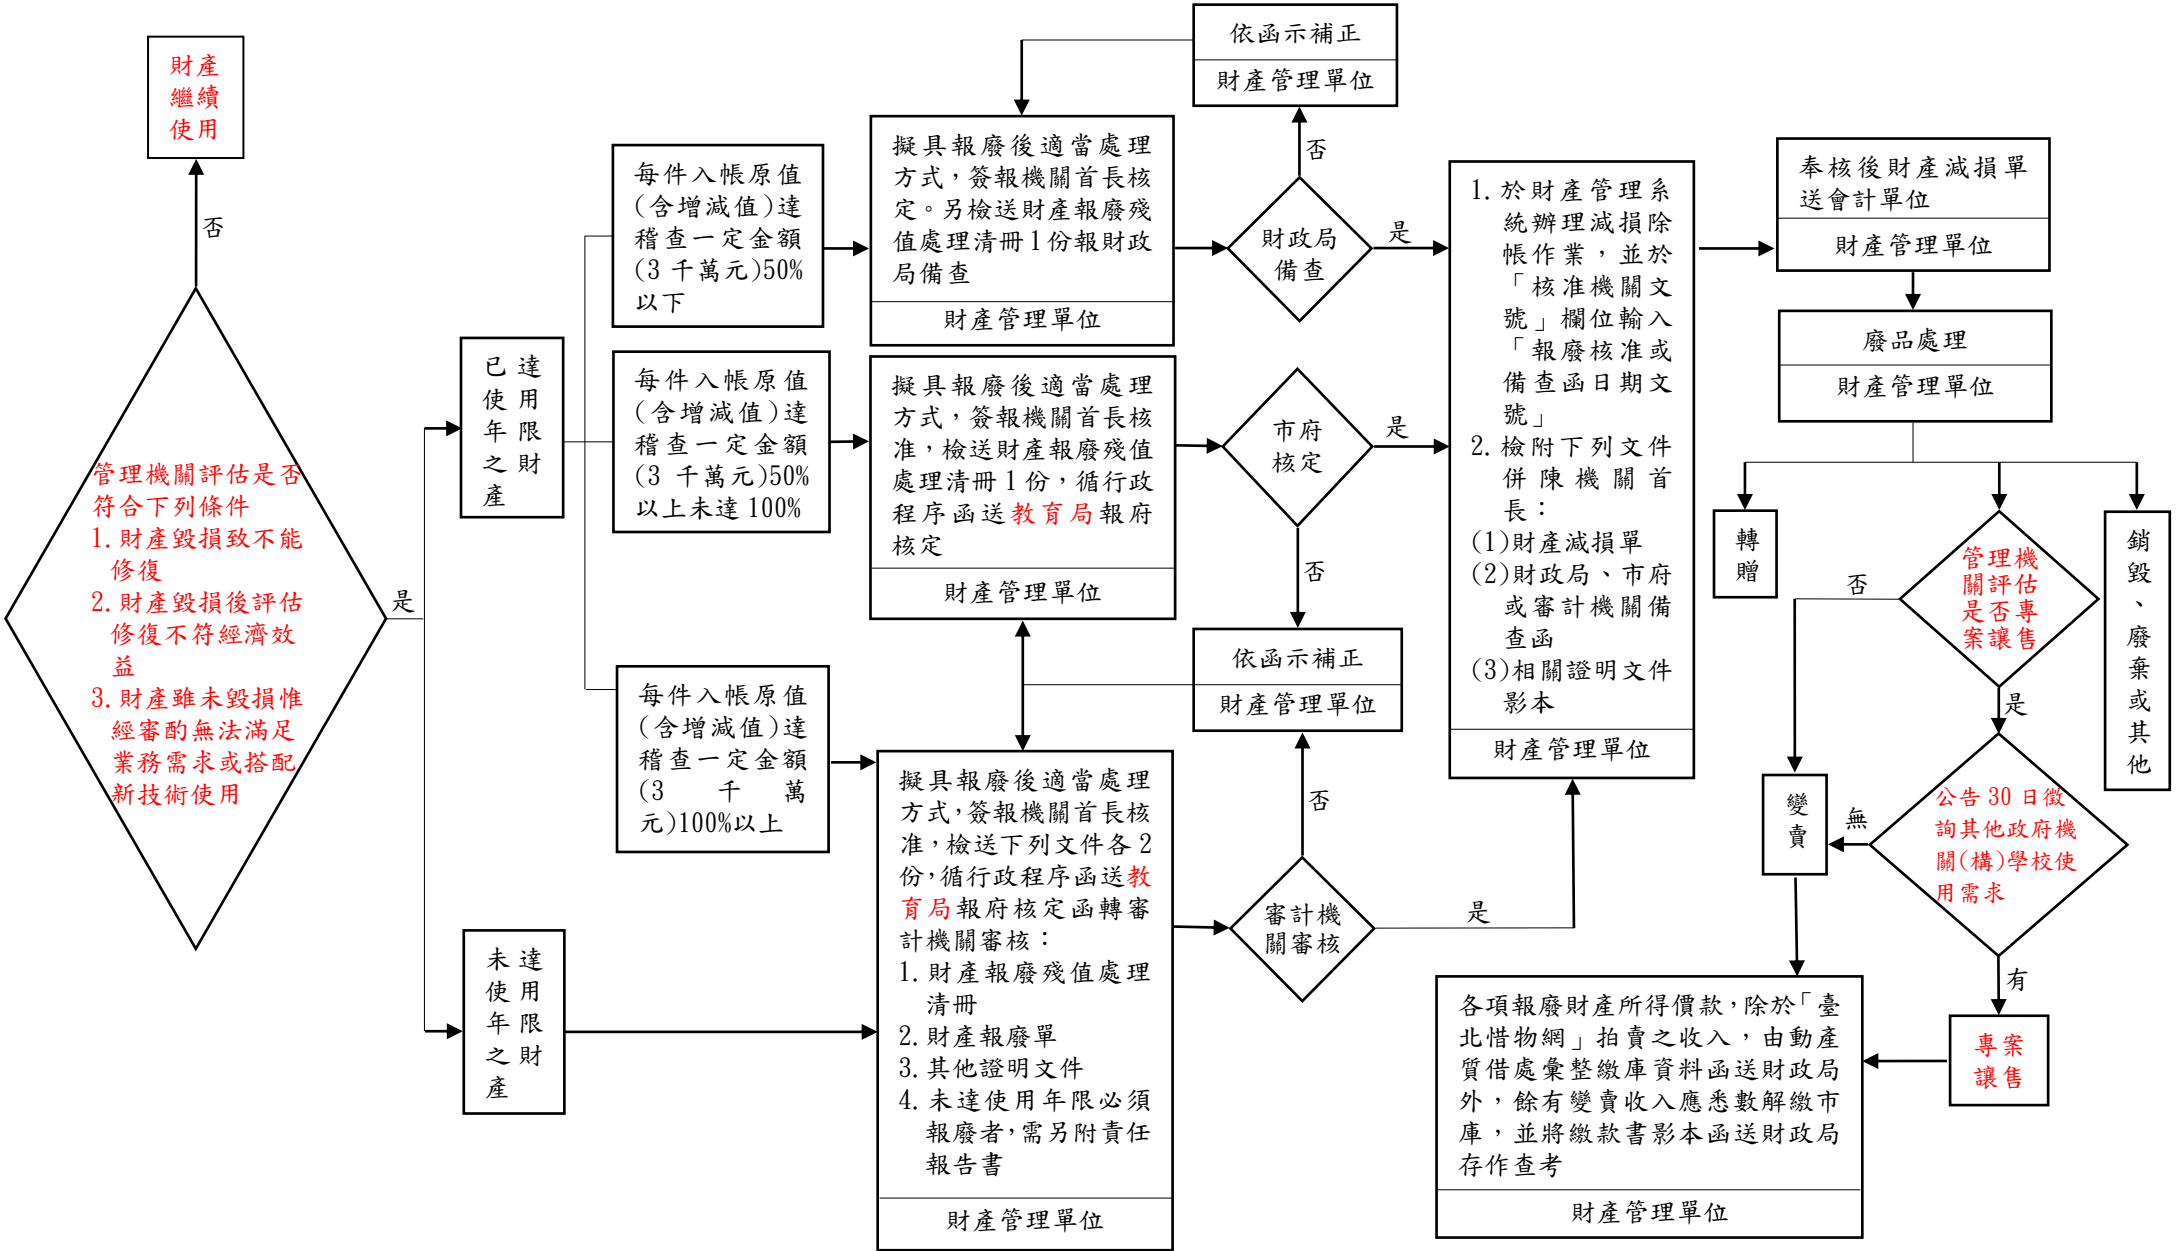 財產
繼續
使用
否
管理機關評估是否
符合下列條件
1.財產毀損致不能
修復
2.財產毀損後評估
修復不符經濟效
益
3.財產雖未毀損惟
經審酌無法滿足
業務需求或搭配
新技術使用
是
已達
使用
年限
之財
產
未達
使用
年限
之財
產
每件入帳原值
(含增減值)達
稽查一定金額
(3 千萬元)50%
以下
每件入帳原值
(含增減值)達
稽查一定金額
(3 千萬元)50%
以上未達 100%
每件入帳原值
(含增減值)達
稽查一定金額
(3 千 萬
元)100%以上
擬具報廢後適當處理
方式,簽報機關首長核
定。另檢送財產報廢殘
值處理清冊 1 份報財政
局備查
財產管理單位
擬具報廢後適當處理
方式,簽報機關首長核
准,檢送財產報廢殘值
處理清冊 1 份,循行政
程序函送教育局報府
核定
財產管理單位
擬具報廢後適當處理
方式,簽報機關首長核
准,檢送下列文件各 2
份,循行政程序函送教
育局報府核定函轉審
計機關審核:
1.財產報廢殘值處理
清冊
2.財產報廢單
3.其他證明文件
4.未達使用年限必須
報廢者,需另附責任
報告書
財產管理單位
依函示補正
財產管理單位
否
財政局
備查
是
市府
核定
是
否
依函示補正
財產管理單位
否
審計機
關審核
是
1.於財產管理系
統辦理減損除
帳作業,並於
「核准機關文
號」欄位輸入
「報廢核准或
備查函日期文
號」
2.檢附下列文件
併陳機關首
長:
(1)財產減損單
(2)財政局、市府
或審計機關備
查函
(3)相關證明文件
影本
財產管理單位
奉核後財產減損單
送會計單位
財產管理單位
廢品處理
財產管理單位
轉
贈
否
管理機
關評估
是否專
案讓售
是
銷
毀
、
廢
棄
或
其
他
變
賣
無
公告 30 日徵
詢其他政府機
關(構)學校使
用需求
有
專案
讓售
各項報廢財產所得價款,除於「臺
北惜物網」拍賣之收入,由動產
質借處彙整繳庫資料函送財政局
外,餘有變賣收入應悉數解繳市
庫,並將繳款書影本函送財政局
存作查考
財產管理單位